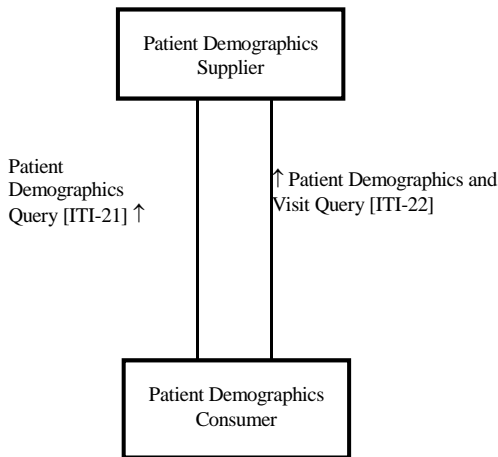 Patient Demographics
Supplier
Patient
Demographics
Query [ITI-21] ↑
↑ Patient Demographics and
Visit Query [ITI-22]
Patient Demographics
Consumer